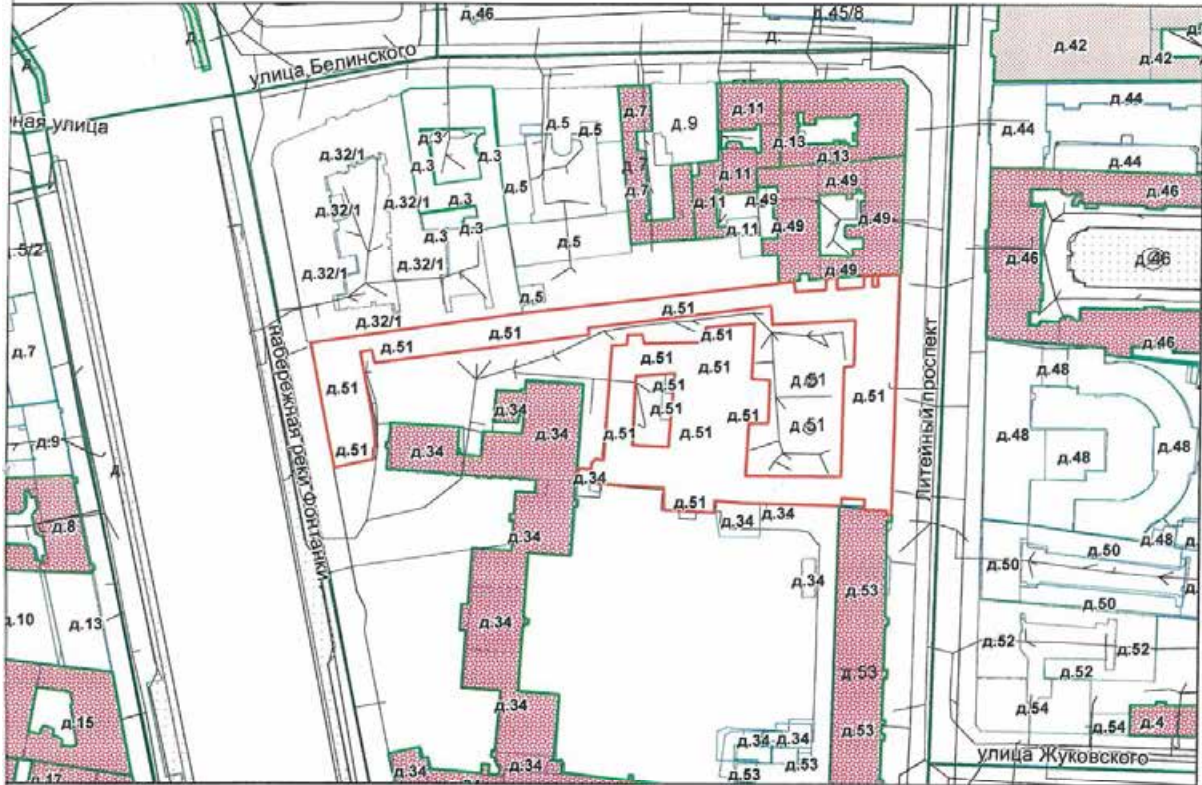 д.46
д.45/8
д.
д.42
д.42
улица Белинского
ная улица
д.44
д.44
д.44
д.7
д.11
д.5
д.5
д.9
д.3
д.3
д.3
д.13
д.13
д.32/1
д.7
д.5
д.11
д.49
д.46
д.3
д.32/1
д.32/1
д.7
д.11
д.49
д.49
д.49
д.46
д.46
д.3
д.3
д.11
д.5
5/2
д.32/1
д.32/1
д.49
д.5
д.51
д.32/1
д.51
д.51
д.51
д.46
д.7
набережная реки Фонтанки
Литейный проспект
д.51
д.51
д.48
д.51
д.51
д.51
д.51
д.34
д.51
д.51
д.51
д.51
д.51
д.48
д.48
д.48
д.9
д.
д.34
д.34
д.51
д.34
д.51
д.8
д.51
д.34
д.34
д.48
д.34
д.50
д.50
д.50
д.34
д.53
д.10
д.13
д.34
д.52
д.52
д.52
д.53
д.15
д.34
д.54
д.54
д.4
д.34
д.34
д.34
д.34
д.53
д.53
д.53
улица Жуковского
д.17